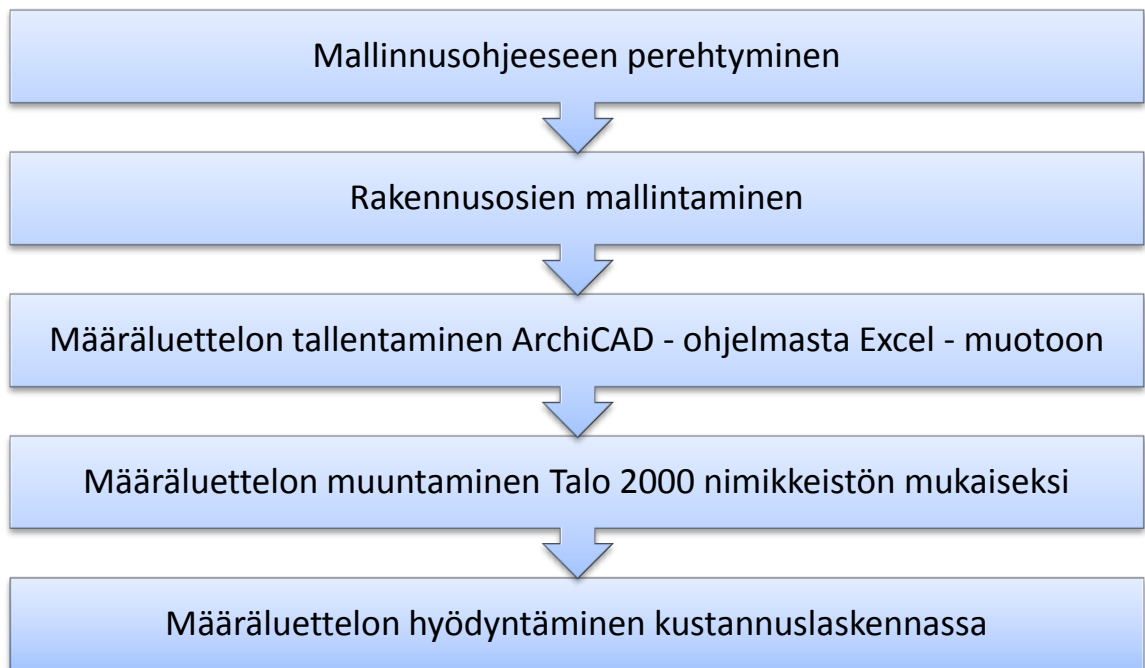 Mallinnusohjeeseen perehtyminen
Rakennusosien mallintaminen
Määräluettelon tallentaminen ArchiCAD - ohjelmasta Excel - muotoon
Määräluettelon muuntaminen Talo 2000 nimikkeistön mukaiseksi
Määräluettelon hyödyntäminen kustannuslaskennassa